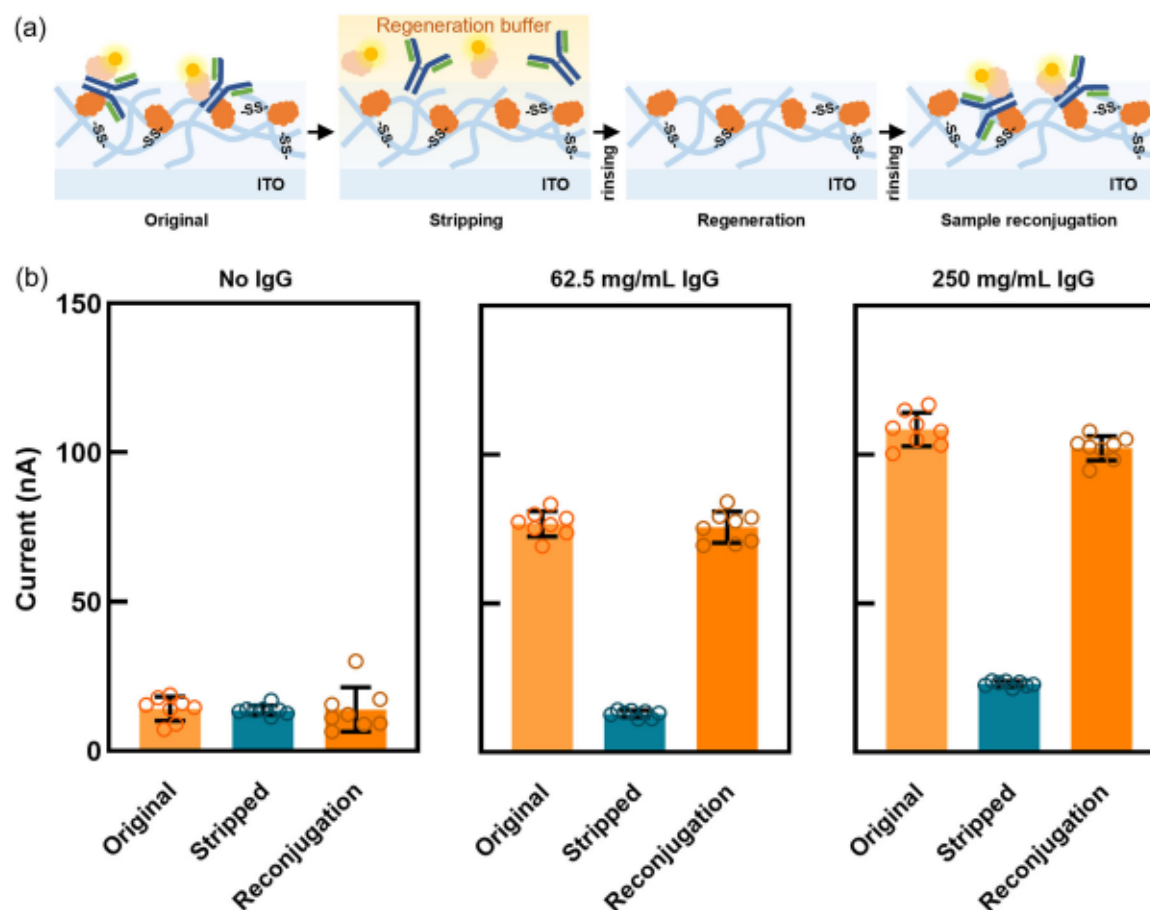 (a)
Regeneration buffer
-SS-
-SS-
-SS-
ITO
Original
-SS-
-SS-
-SS-
ITO
Stripping
rinsing
-SS-
-SS-
-SS-
ITO
Regeneration
rinsing
-SS-
-SS-
-SS-
ITO
Sample reconjugation
(b)
No IgG
62.5 mg/mL IgG
250 mg/mL IgG
Current (nA)
150
100
50
0
Original
Stripped
Reconjugation
Original
Stripped
Reconjugation
Original
Stripped
Reconjugation